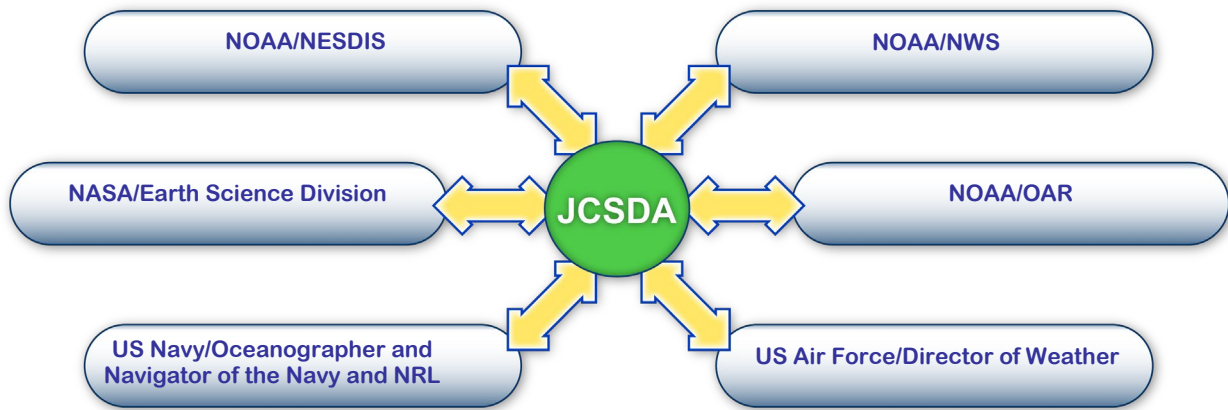 NOAA/NESDIS
NOAA/NWS
NASA/Earth Science Division
JCSDA
NOAA/OAR
US Navy/Oceanographer and
Navigator of the Navy and NRL
US Air Force/Director of Weather